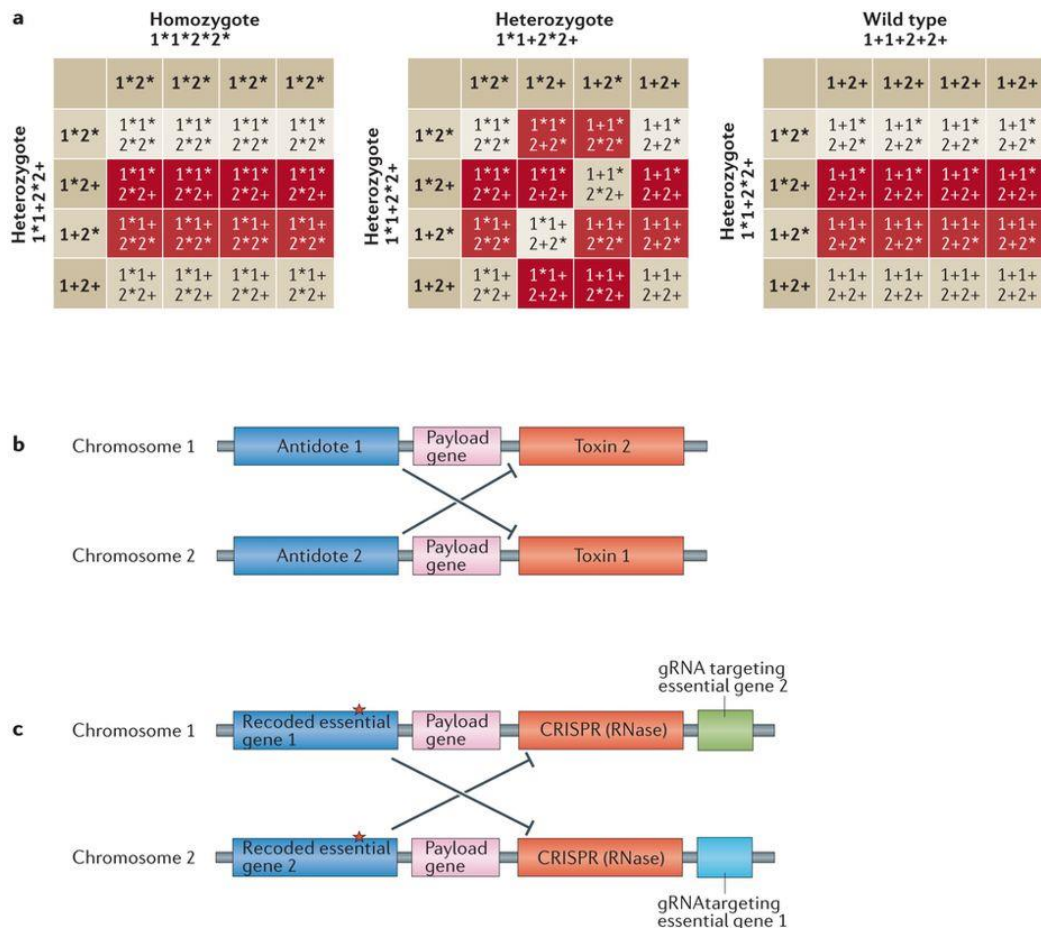 a
Homozygote
1*1*2*2*
Heterozygote
1*1+2*2+
1*2* 1*2* 1*2* 1*2*
1*2* 1*1* 1*1* 1*1* 1*1*
2*2* 2*2* 2*2* 2*2*
1*2+ 1*1* 1*1* 1*1* 1*1*
2*2+ 2*2+ 2*2+ 2*2+
1+2* 1*1+ 1*1+ 1*1+ 1*1+
2*2* 2*2* 2*2* 2*2*
1+2+ 1*1+ 1*1+ 1*1+ 1*1+
2*2+ 2*2+ 2*2+ 2*2+
Heterozygote
1*1+2*2+
Heterozygote
1*1+2*2+
1*2* 1*2+ 1+2* 1+2+
1*2* 1*1* 1*1* 1+1* 1+1*
2*2* 2+2* 2*2* 2+2*
1*2+ 1*1* 1*1* 1+1* 1+1*
2*2+ 2+2+ 2*2+ 2+2+
1+2* 1*1+ 1*1+ 1+1+ 1+1+
2*2* 2+2* 2*2* 2+2*
1+2+ 1*1+ 1*1+ 1+1+ 1+1+
2*2+ 2+2+ 2*2+ 2+2+
Wild type
1+1+2+2+
Heterozygote
1*1+2*2+
1+2+ 1+2+ 1+2+ 1+2+
1*2* 1+1* 1+1* 1+1* 1+1*
2+2* 2+2* 2+2* 2+2*
1*2+ 1+1* 1+1* 1+1* 1+1*
2+2+ 2+2+ 2+2+ 2+2+
1+2* 1+1+ 1+1+ 1+1+ 1+1+
2+2* 2+2* 2+2* 2+2*
1+2+ 1+1+ 1+1+ 1+1+ 1+1+
2+2+ 2+2+ 2+2+ 2+2+
b
Chromosome 1
Antidote 1
Payload
gene
Toxin 2
Chromosome 2
Antidote 2
Payload
gene
Toxin 1
c
gRNA targeting
essential gene 2
Chromosome 1
Recoded essential
gene 1
Payload
gene
CRISPR (RNase)
Chromosome 2
Recoded essential
gene 2
Payload
gene
CRISPR (RNase)
gRNAtargeting
essential gene 1